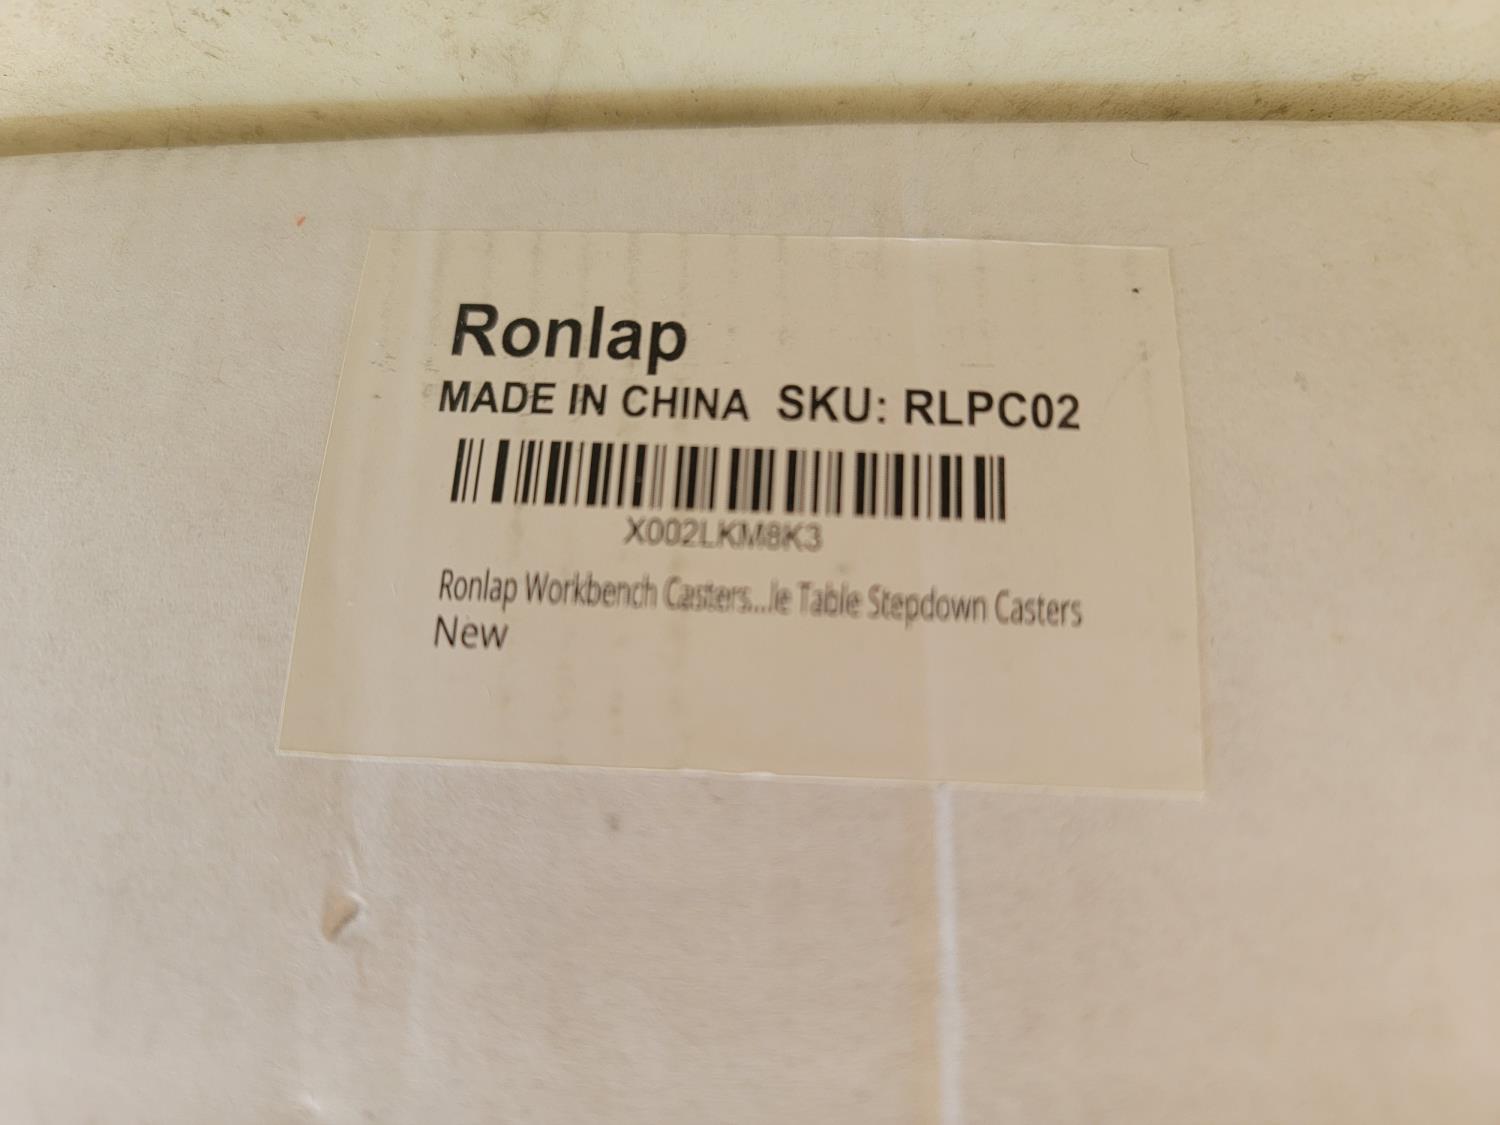 Ronlap
MADE IN CHINA SKU: RLPC02
X002LKM8K3
Ronlap Workbench Casters...le Table Stepdown Casters
New